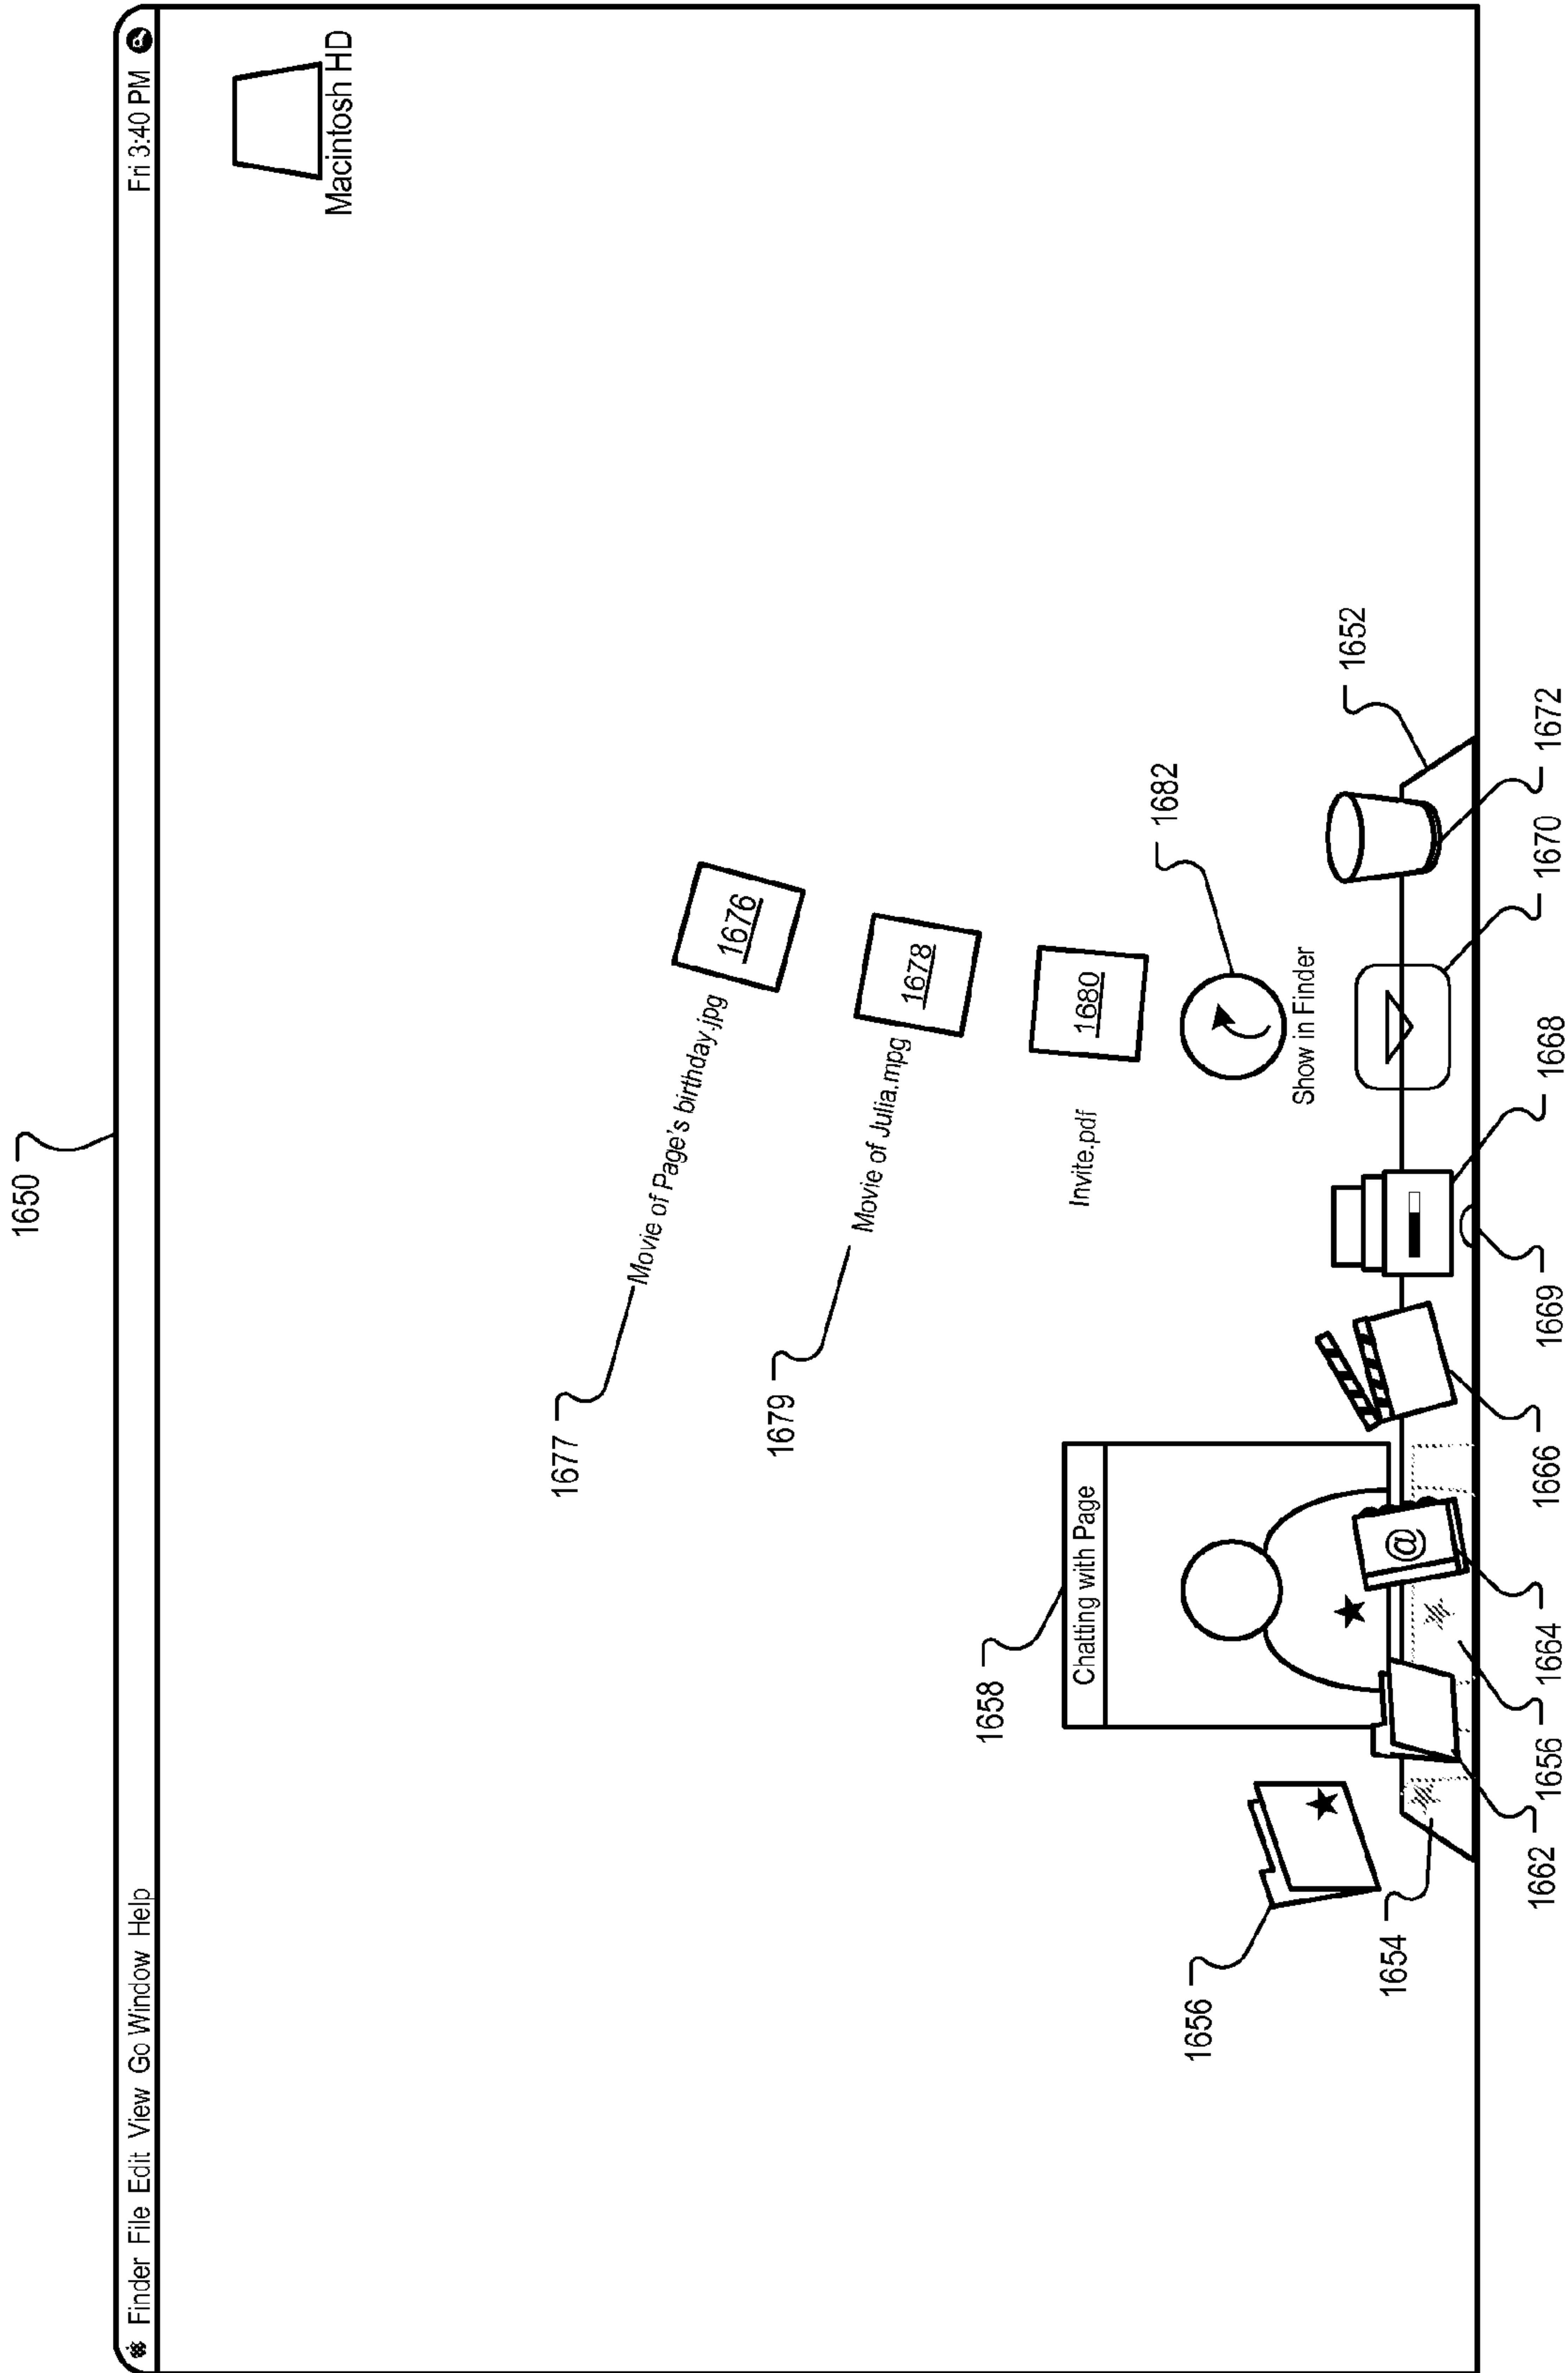 1650
Finder File Edit View Go Window Help
Fri 3:40 PM
Macintosh HD
1677
Movie of Page's birthday.jpg
1676
1679
Movie of Julia.mpg
1678
1658
Chatting with Page
Invite.pdf
1680
1682
Show in Finder
1656
@
1652
1654
1662
1656
1664
1666
1669
1668
1670
1672